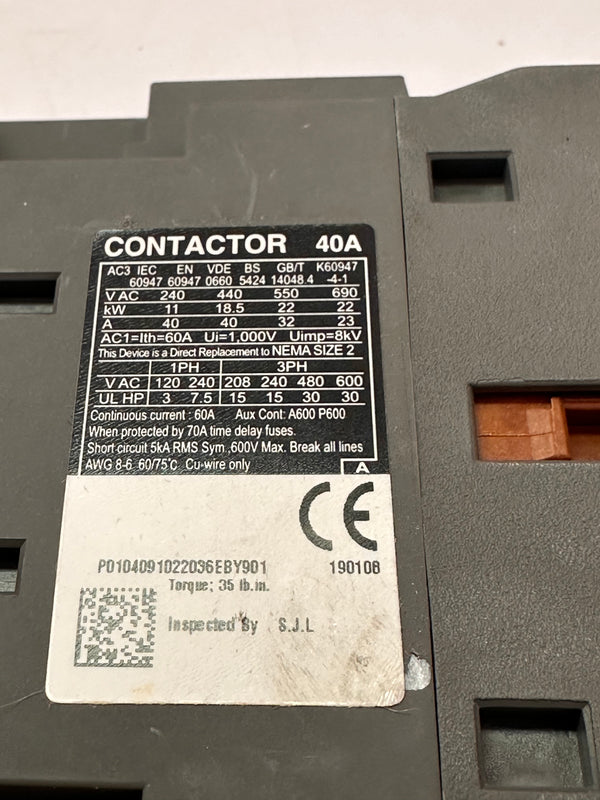 CONTACTOR 40A
AC3 IEC EN VDE BS GB/T K60947
60947 60947 0660 5424 14048.4 -4-1
V AC 240 440 550 690
kW 11 18.5 22 22
A 40 40 32 23
AC1=Ith=60A Ui=1,000V Uimp=8kV
This Device is a Direct Replacement to NEMA SIZE 2
1PH 3PH
V AC 120 240 208 240 480 600
UL HP 3 7.5 15 15 30 30
Continuous current : 60A Aux Cont: A600 P600
When protected by 70A time delay fuses.
Short circuit 5kA RMS Sym .,600V Max. Break all lines
AWG 8-6 60/75°C Cu-wire only
A
CE
P0104091022036EBY901 190108
Torque; 35 lb.in.
Inspected By S.J.L